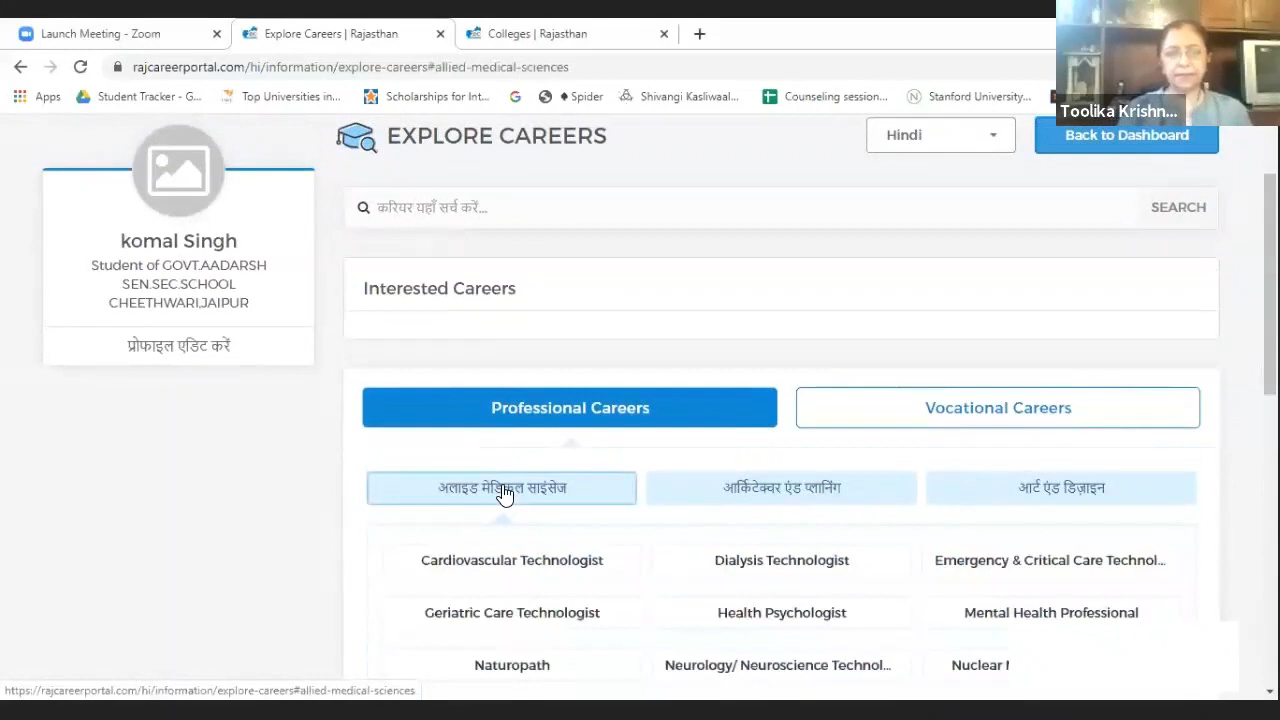 Launch Meeting - Zoom
Explore Careers | Rajasthan
Colleges | Rajasthan
rajcareerportal.com/hi/information/explore-careers#allied-medical-sciences
Apps
Student Tracker - G...
Top Universities in...
Scholarships for Int...
Spider
Shivangi Kasliwaal...
Counseling session...
Stanford University...
Toolika Krishn...
EXPLORE CAREERS
Hindi
Back to Dashboard
करियर यहाँ सर्च करें...
SEARCH
komal Singh
Student of GOVT.AADARSH
SEN.SEC.SCHOOL
CHEETHWARI,JAIPUR
प्रोफाइल एडिट करें
Interested Careers
Professional Careers
Vocational Careers
अलाइड मेडिकल साइंसेज
आर्किटेक्चर एंड प्लानिंग
आर्ट एंड डिज़ाइन
Cardiovascular Technologist
Dialysis Technologist
Emergency & Critical Care Technol...
Geriatric Care Technologist
Health Psychologist
Mental Health Professional
Naturopath
Neurology/ Neuroscience Technol...
Nuclear
https://rajcareerportal.com/hi/information/explore-careers#allied-medical-sciences